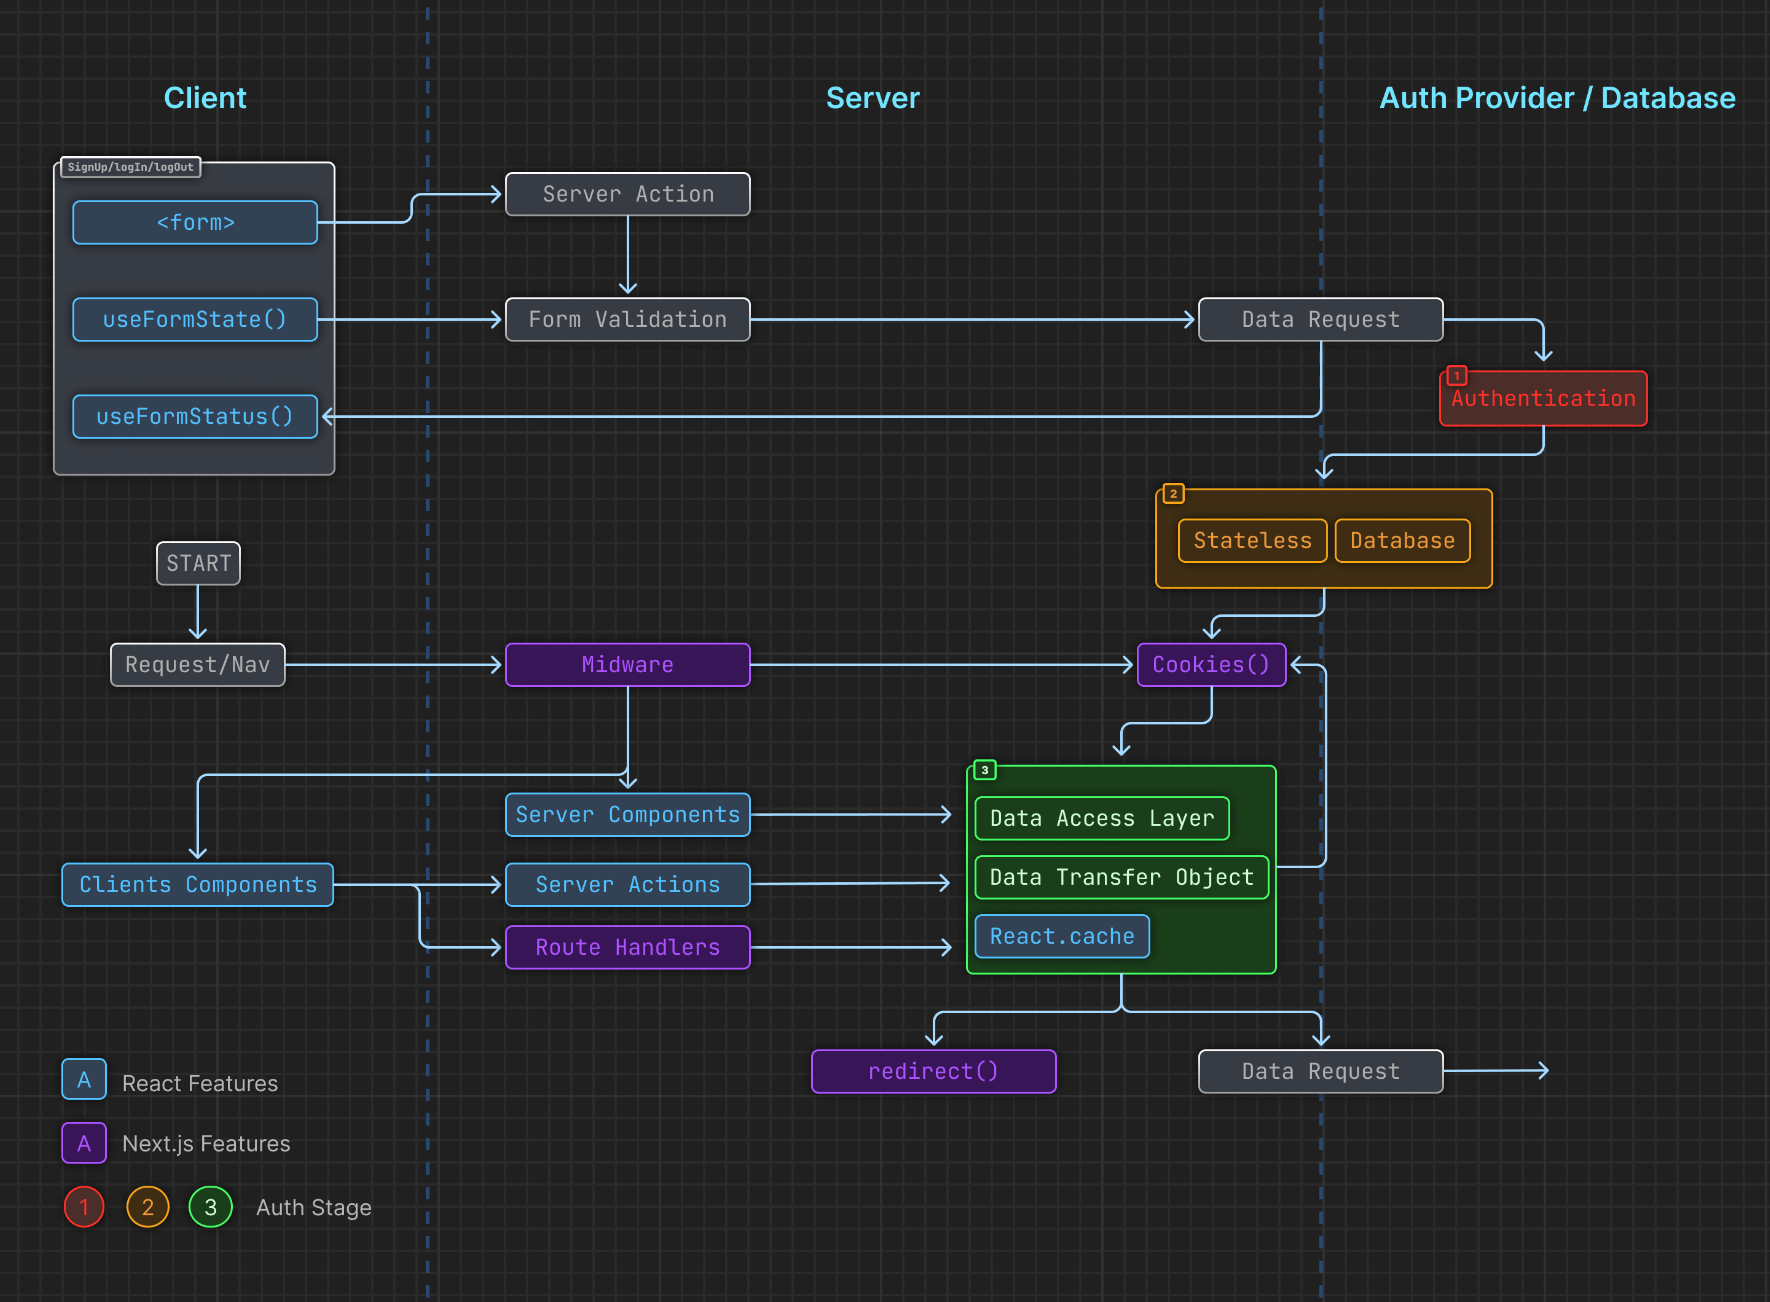 Client
Server
Auth Provider / Database
SignUp/logIn/logOut
<form>
Server Action
useFormState()
Form Validation
Data Request
1
Authentication
useFormStatus()
2
Stateless
Database
START
Request/Nav
Midware
Cookies()
3
Server Components
Data Access Layer
Clients Components
Server Actions
Data Transfer Object
Route Handlers
React.cache
redirect()
Data Request
A
React Features
A
Next.js Features
1
2
3
Auth Stage